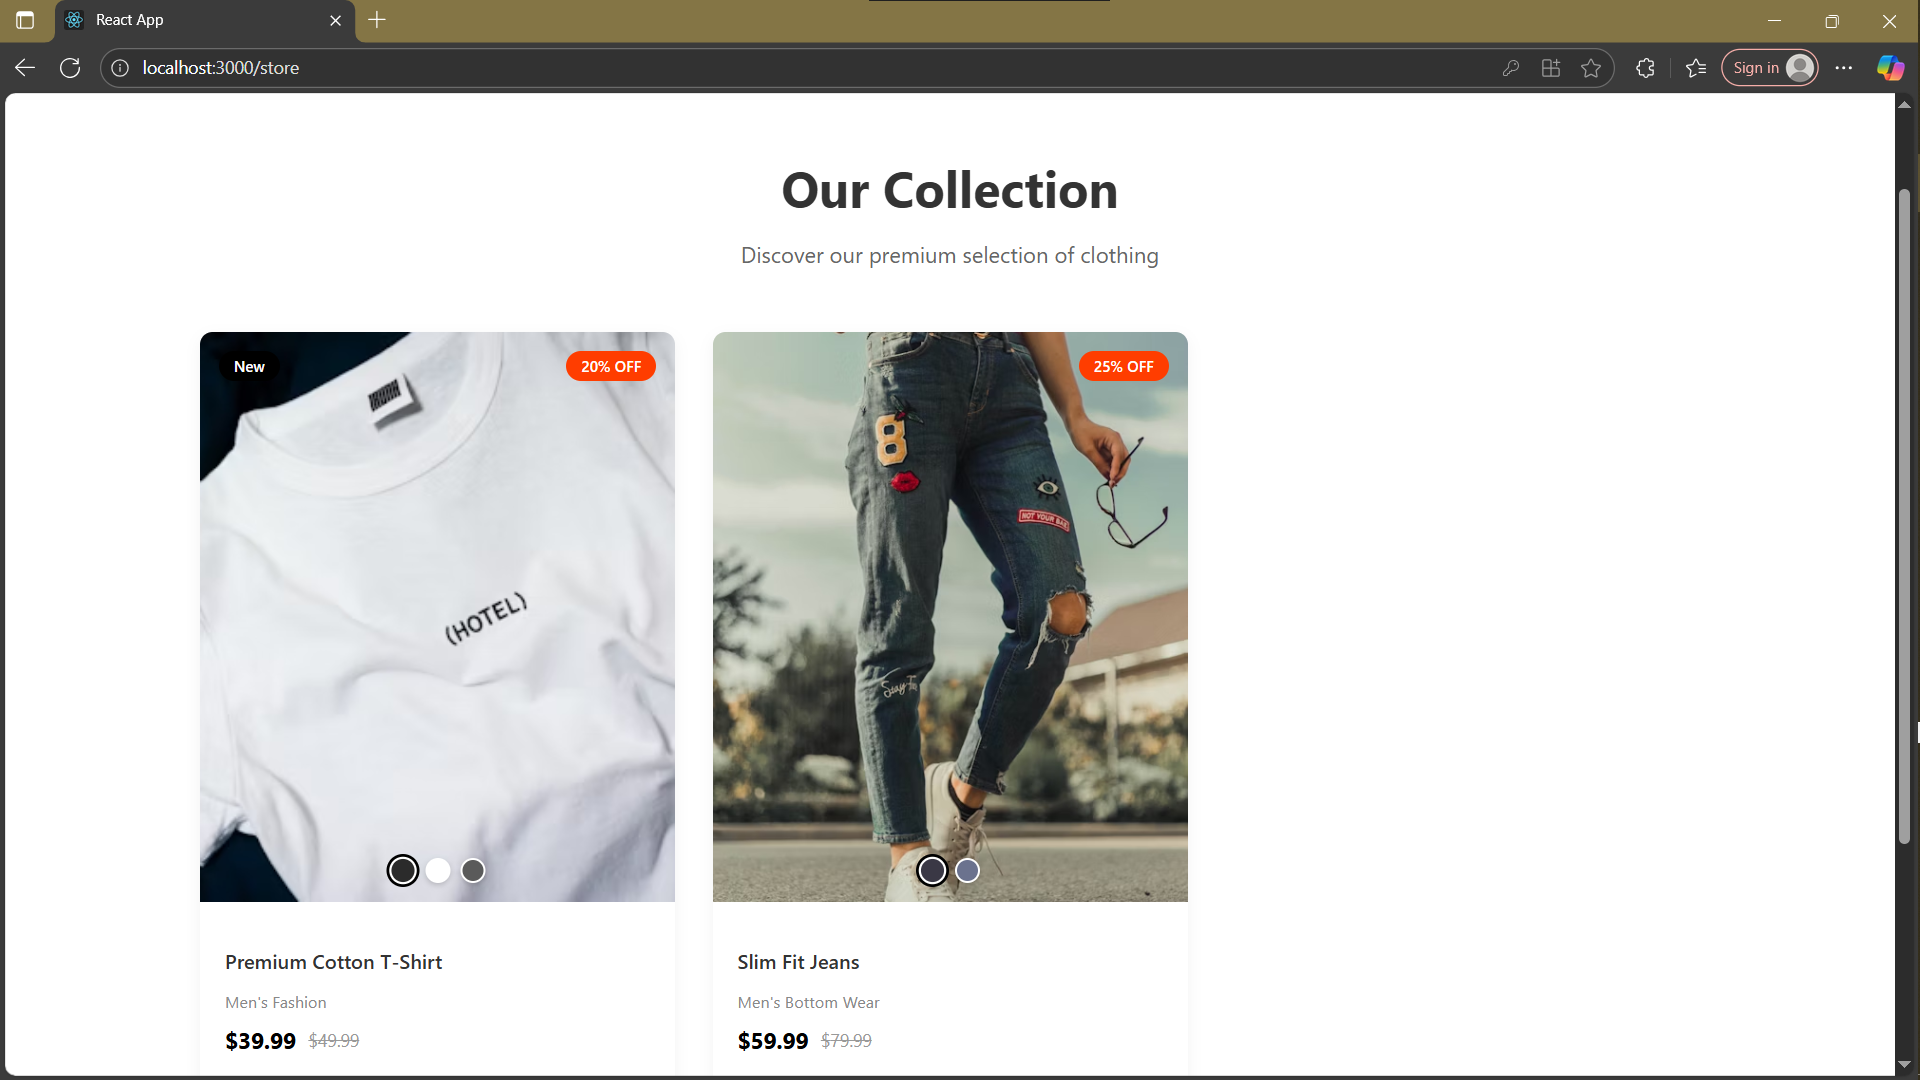 React App
localhost:3000/store
Sign in
Our Collection
Discover our premium selection of clothing
New
20% OFF
(HOTEL)
25% OFF
8
NOT YOUR
Stay
Premium Cotton T-Shirt
Men's Fashion
$39.99 $49.99
Slim Fit Jeans
Men's Bottom Wear
$59.99 $79.99